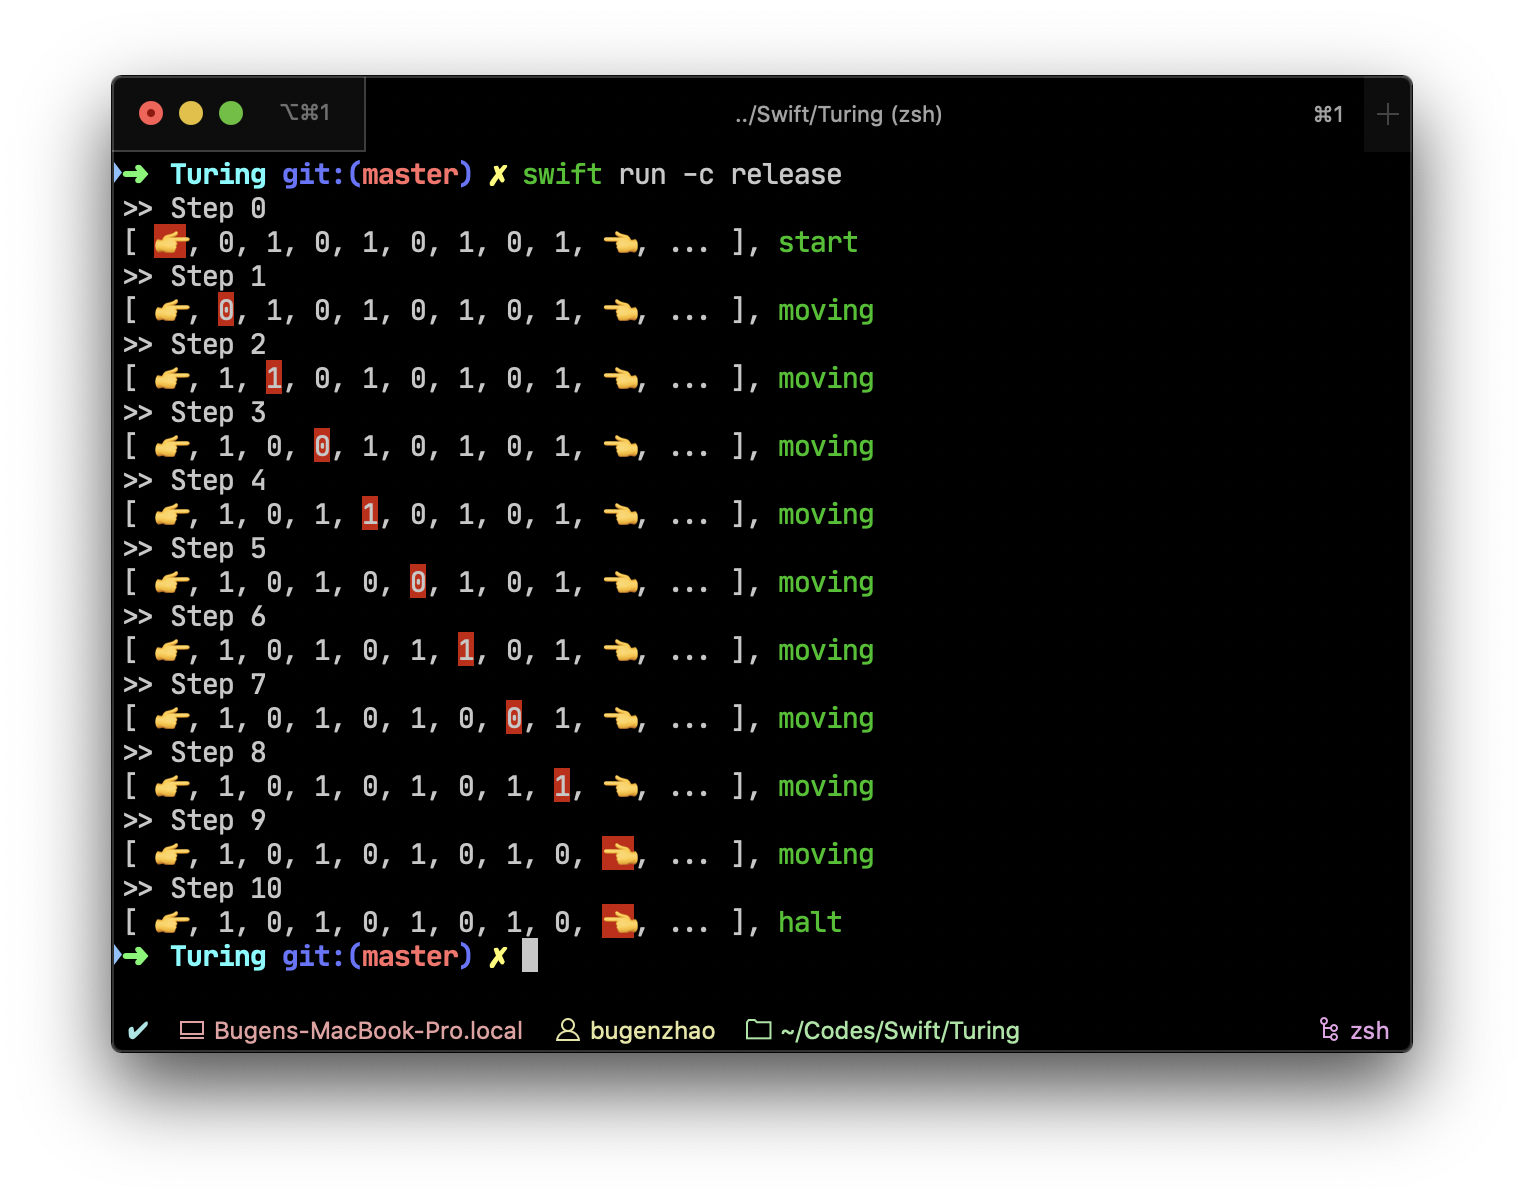 ⌥⌘1 ../Swift/Turing (zsh) ⌘1 +
➜ Turing git:(master) ✗ swift run -c release
>> Step 0
[ 👉, 0, 1, 0, 1, 0, 1, 0, 1, 👈, ... ], start
>> Step 1
[ 👉, 0, 1, 0, 1, 0, 1, 0, 1, 👈, ... ], moving
>> Step 2
[ 👉, 1, 1, 0, 1, 0, 1, 0, 1, 👈, ... ], moving
>> Step 3
[ 👉, 1, 0, 0, 1, 0, 1, 0, 1, 👈, ... ], moving
>> Step 4
[ 👉, 1, 0, 1, 1, 0, 1, 0, 1, 👈, ... ], moving
>> Step 5
[ 👉, 1, 0, 1, 0, 0, 1, 0, 1, 👈, ... ], moving
>> Step 6
[ 👉, 1, 0, 1, 0, 1, 1, 0, 1, 👈, ... ], moving
>> Step 7
[ 👉, 1, 0, 1, 0, 1, 0, 0, 1, 👈, ... ], moving
>> Step 8
[ 👉, 1, 0, 1, 0, 1, 0, 1, 1, 👈, ... ], moving
>> Step 9
[ 👉, 1, 0, 1, 0, 1, 0, 1, 0, 👈, ... ], moving
>> Step 10
[ 👉, 1, 0, 1, 0, 1, 0, 1, 0, 👈, ... ], halt
➜ Turing git:(master) ✗
✔ Bugens-MacBook-Pro.local bugenzhao ~/Codes/Swift/Turing zsh